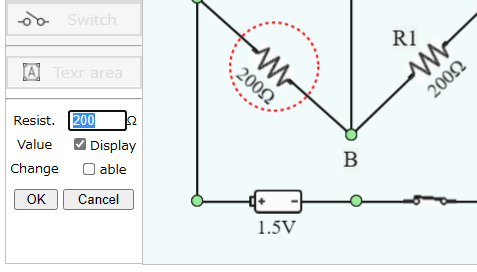 Switch
A Texr area
Resist. 200 Ω
Value Display
Change able
OK Cancel
R1
200Ω
200Ω
B
+ -
1.5V